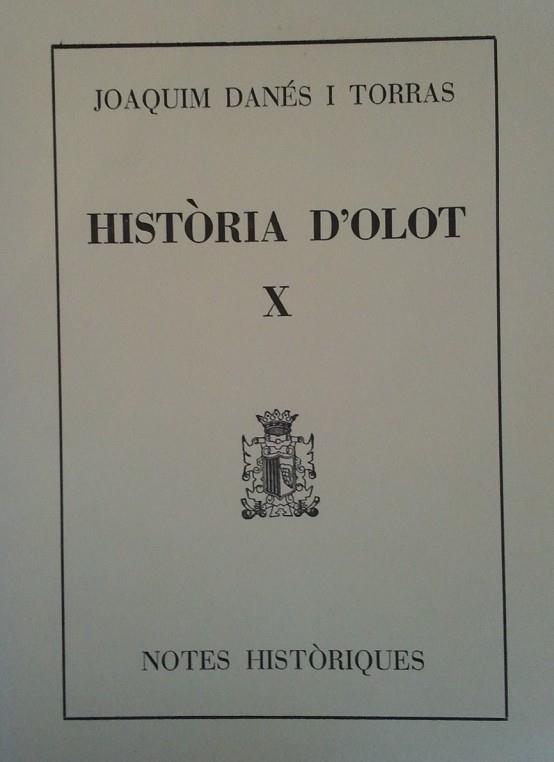 JOAQUIM DANÉS I TORRAS
HISTÒRIA D'OLOT
X
NOTES HISTÒRIQUES